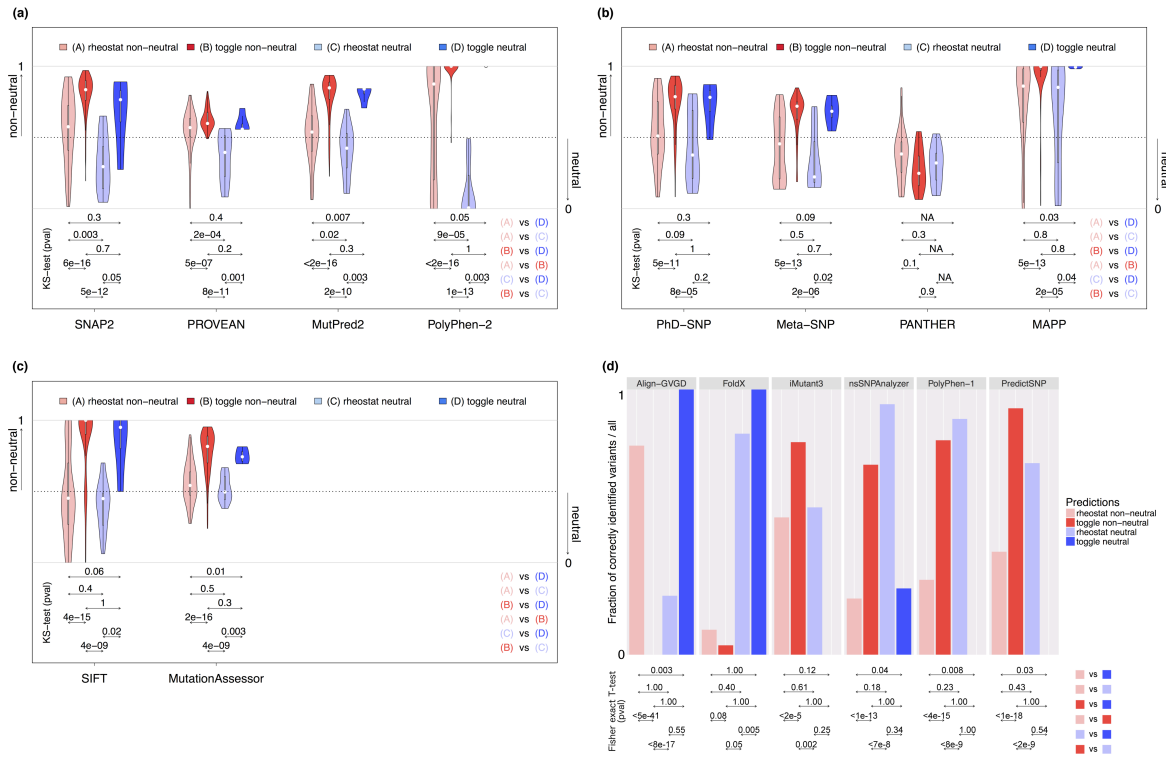 (a)
(A) rheostat non−neutral (B) toggle non−neutral (C) rheostat neutral (D) toggle neutral
1
non−neutral
neutral
0
KS−test (pval)
0.3 0.4 0.007 0.05 (A) vs (D)
0.003 2e−04 0.02 9e−05 (A) vs (C)
0.7 0.2 0.3 1 (B) vs (D)
6e−16 5e−07 <2e−16 <2e−16 (A) vs (B)
0.05 0.001 0.003 0.003 (C) vs (D)
5e−12 8e−11 2e−10 1e−13 (B) vs (C)
SNAP2 PROVEAN MutPred2 PolyPhen−2
(b)
(A) rheostat non−neutral (B) toggle non−neutral (C) rheostat neutral (D) toggle neutral
1
non−neutral
neutral
0
KS−test (pval)
0.3 0.09 NA 0.03 (A) vs (D)
0.09 0.5 0.3 0.8 (A) vs (C)
1 0.7 NA 0.8 (B) vs (D)
5e−11 5e−13 0.1 5e−13 (A) vs (B)
0.2 0.02 NA 0.04 (C) vs (D)
8e−05 2e−06 0.9 2e−05 (B) vs (C)
PhD−SNP Meta−SNP PANTHER MAPP
(c)
(A) rheostat non−neutral (B) toggle non−neutral (C) rheostat neutral (D) toggle neutral
1
non−neutral
neutral
0
KS−test (pval)
0.06 0.01 (A) vs (D)
0.4 0.5 (A) vs (C)
1 0.3 (B) vs (D)
4e−15 2e−16 (A) vs (B)
0.02 0.003 (C) vs (D)
4e−09 4e−09 (B) vs (C)
SIFT MutationAssessor
(d)
Align−GVGD FoldX iMutant3 nsSNPAnalyzer PolyPhen−1 PredictSNP
1
Fraction of correctly identified variants / all
0
Predictions
rheostat non−neutral
toggle non−neutral
rheostat neutral
toggle neutral
Fisher exact T−test
(pval)
0.003 1.00 0.12 0.04 0.008 0.03 vs
1.00 0.40 0.61 0.18 0.23 0.43 vs
1.00 1.00 1.00 1.00 1.00 1.00 vs
<5e−41 0.08 <2e−5 <1e−13 <4e−15 <1e−18 vs
0.55 0.005 0.25 0.34 1.00 0.54 vs
<8e−17 0.05 0.002 <7e−8 <8e−9 <2e−9 vs